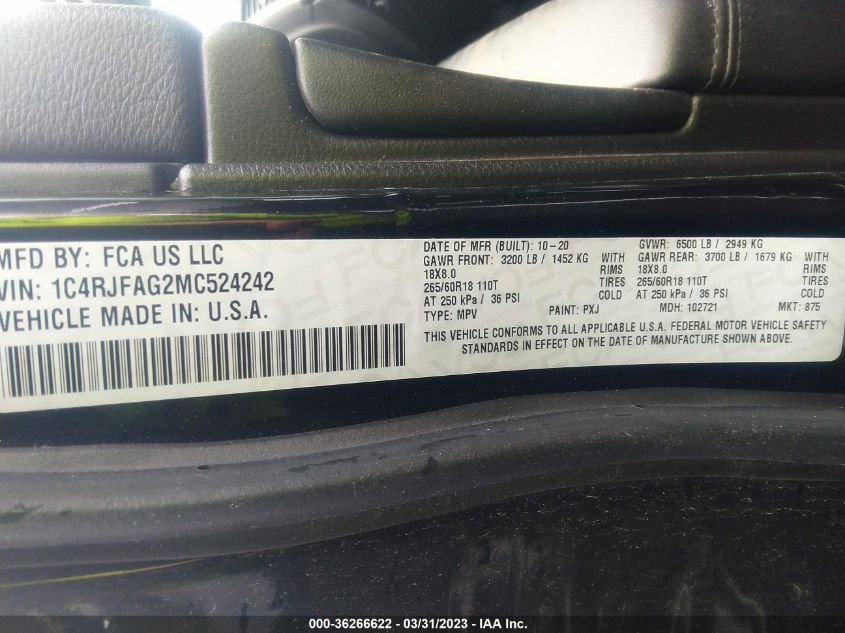 MFD BY: FCA US LLC
VIN: 1C4RJFAG2MC524242
VEHICLE MADE IN: U.S.A.
DATE OF MFR (BUILT): 10-20 GVWR: 6500 LB / 2949 KG
GAWR FRONT: 3200 LB / 1452 KG WITH GAWR REAR: 3700 LB / 1679 KG WITH
18X8.0 RIMS 18X8.0 RIMS
265/60R18 110T TIRES 265/60R18 110T TIRES
AT 250 kPa / 36 PSI COLD AT 250 kPa / 36 PSI COLD
TYPE: MPV PAINT: PXJ MDH: 102721 MKT: 875
THIS VEHICLE CONFORMS TO ALL APPLICABLE U.S.A. FEDERAL MOTOR VEHICLE SAFETY
STANDARDS IN EFFECT ON THE DATE OF MANUFACTURE SHOWN ABOVE.
000-36266622 / 03/31/2023 - IAA Inc.